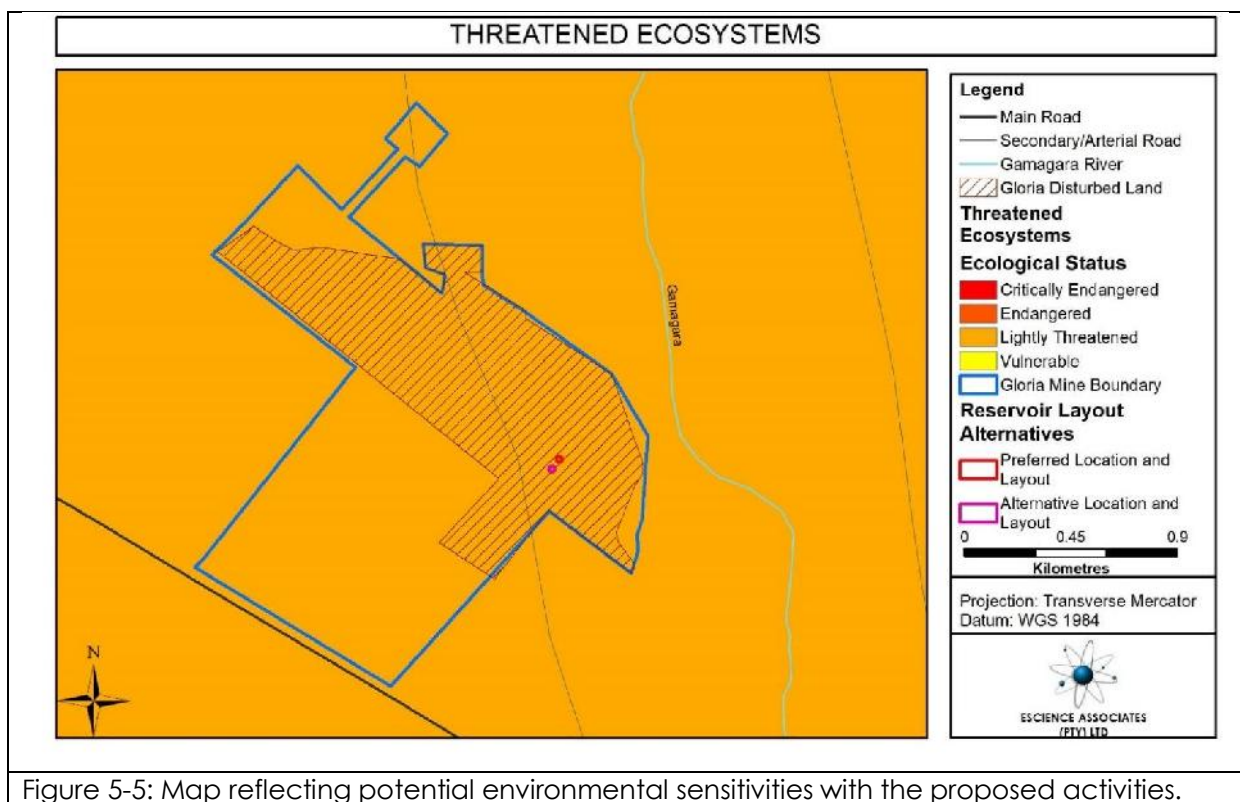 THREATENED ECOSYSTEMS
Gamagara
N
Legend
Main Road
Secondary/Arterial Road
Gamagara River
Gloria Disturbed Land
Threatened
Ecosystems
Ecological Status
Critically Endangered
Endangered
Lightly Threatened
Vulnerable
Gloria Mine Boundary
Reservoir Layout
Alternatives
Preferred Location and
Layout
Alternative Location and
Layout
0 0.45 0.9
Kilometres
Projection: Transverse Mercator
Datum: WGS 1984
ESCIENCE ASSOCIATES
(PTY) LTD
Figure 5-5: Map reflecting potential environmental sensitivities with the proposed activities.